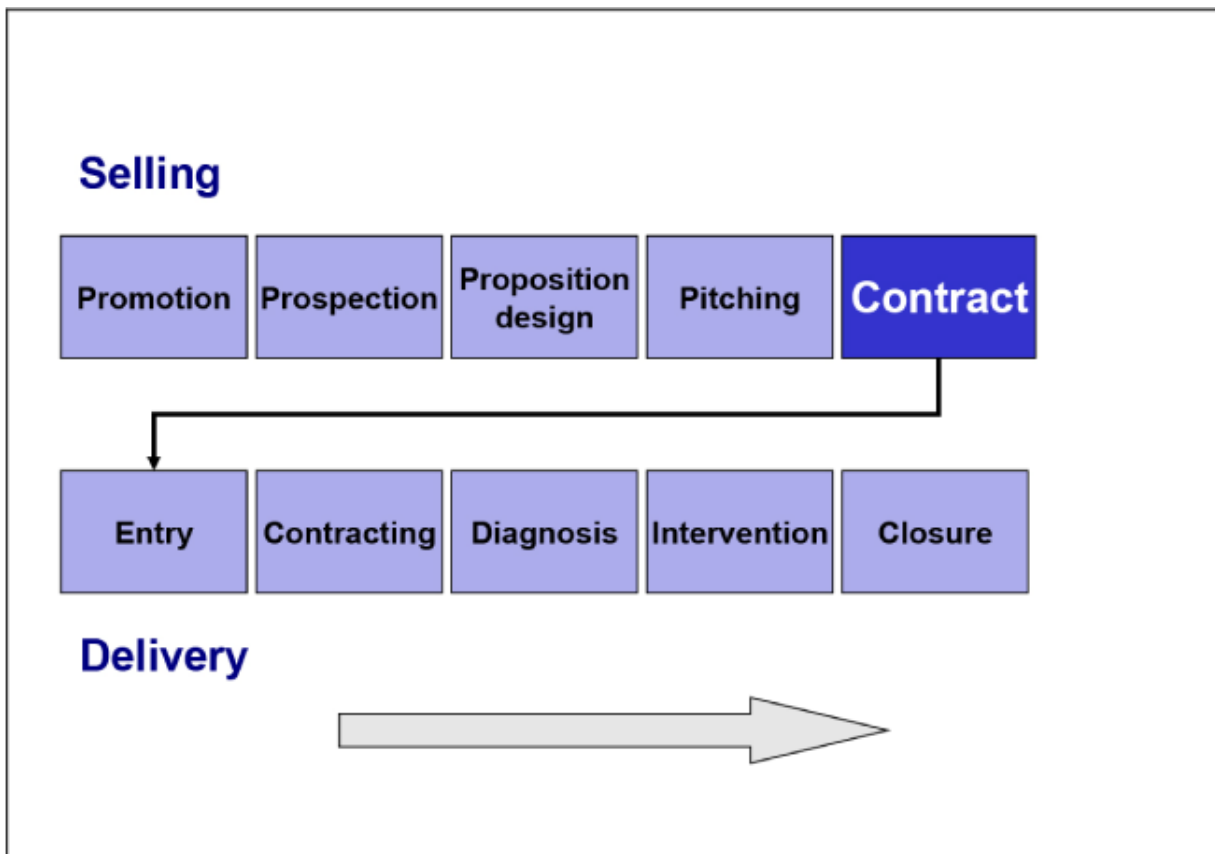 Selling
Promotion
Prospection
Proposition
design
Pitching
Contract
Entry
Contracting
Diagnosis
Intervention
Closure
Delivery